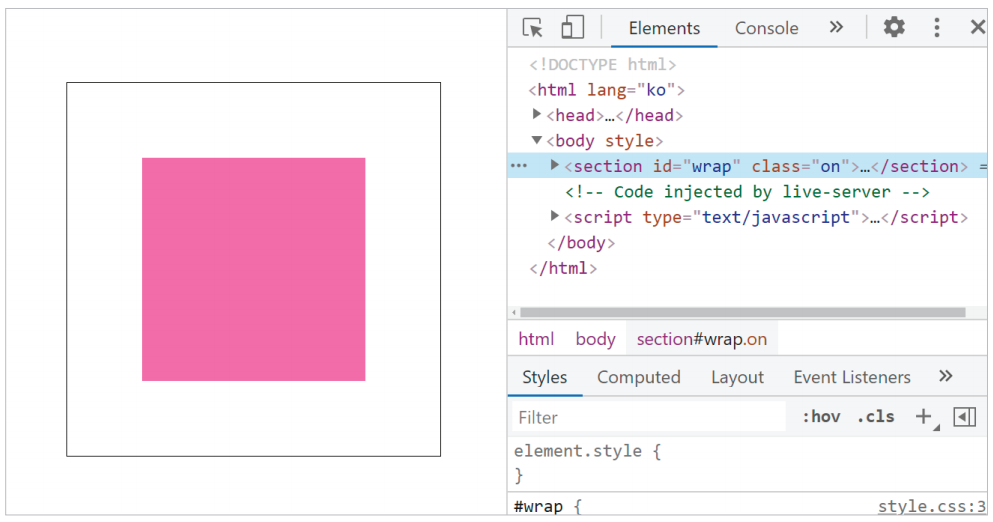 Elements Console »
<!DOCTYPE html>
<html lang="ko">
▶<head>…</head>
▼<body style>
••• ▶<section id="wrap" class="on">…</section> =
<!-- Code injected by live-server -->
▶<script type="text/javascript">…</script>
</body>
</html>
html body section#wrap.on
Styles Computed Layout Event Listeners »
Filter :hov .cls +
element.style {
}
#wrap { style.css:3